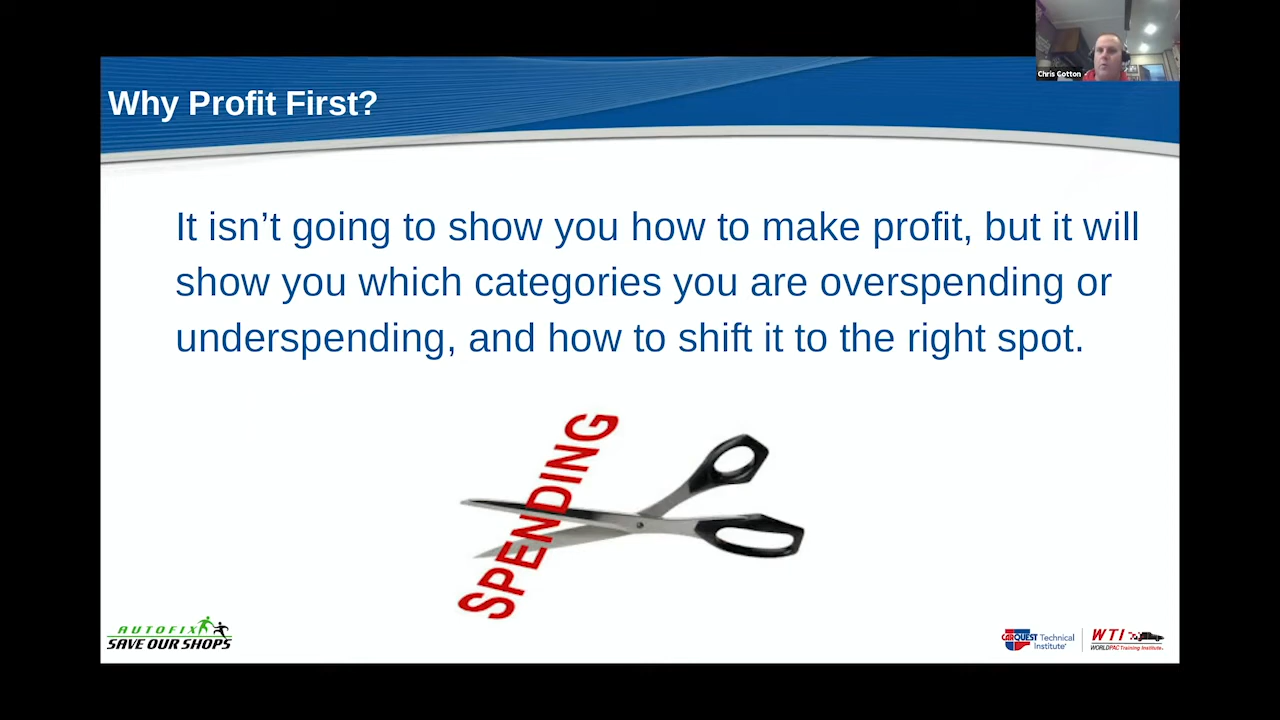 Chris Cotton
Why Profit First?
It isn’t going to show you how to make profit, but it will
show you which categories you are overspending or
underspending, and how to shift it to the right spot.
SPENDING
AUTOFIX
SAVE OUR SHOPS
CARQUEST Technical
Institute
WTI
WORLDPAC Training Institute.